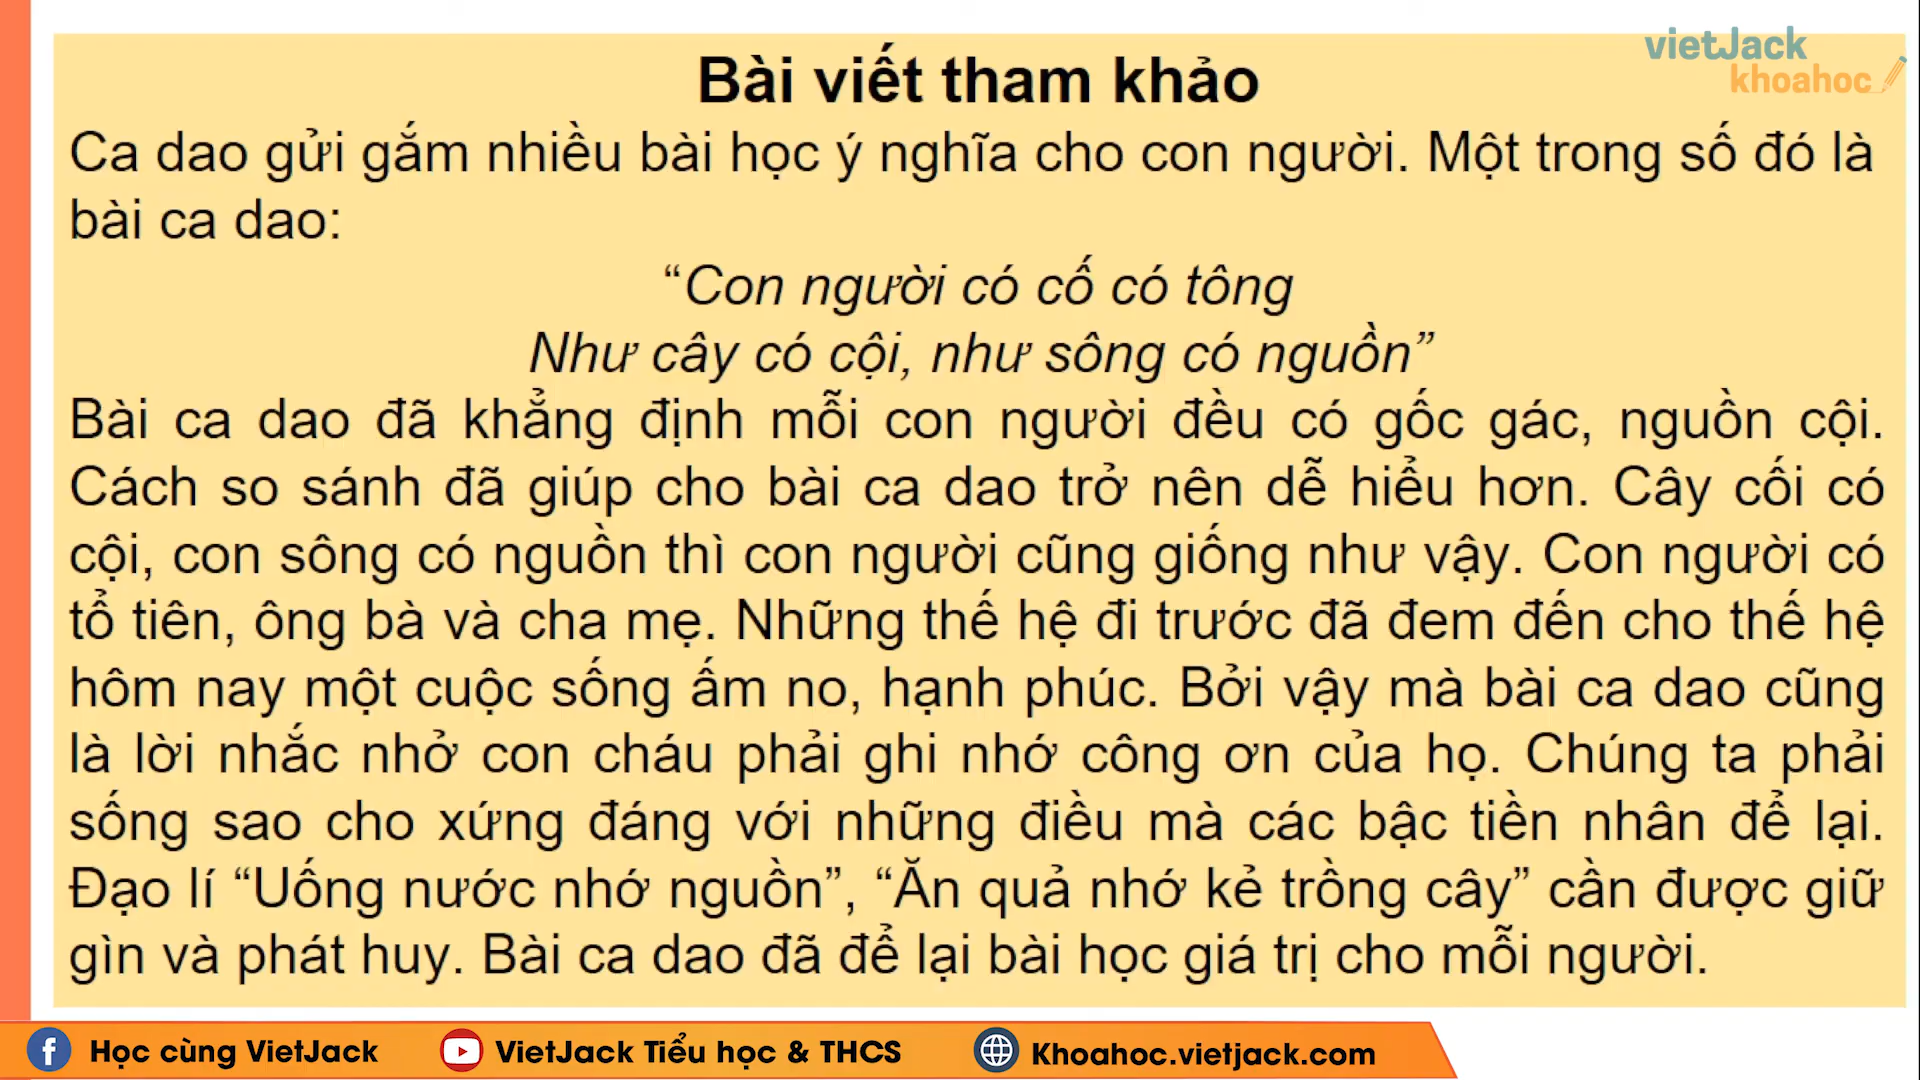 vietJack
khoahoc
Bài viết tham khảo
Ca dao gửi gắm nhiều bài học ý nghĩa cho con người. Một trong số đó là
bài ca dao:
“Con người có cố có tông
Như cây có cội, như sông có nguồn”
Bài ca dao đã khẳng định mỗi con người đều có gốc gác, nguồn cội.
Cách so sánh đã giúp cho bài ca dao trở nên dễ hiểu hơn. Cây cối có
cội, con sông có nguồn thì con người cũng giống như vậy. Con người có
tổ tiên, ông bà và cha mẹ. Những thế hệ đi trước đã đem đến cho thế hệ
hôm nay một cuộc sống ấm no, hạnh phúc. Bởi vậy mà bài ca dao cũng
là lời nhắc nhở con cháu phải ghi nhớ công ơn của họ. Chúng ta phải
sống sao cho xứng đáng với những điều mà các bậc tiền nhân để lại.
Đạo lí “Uống nước nhớ nguồn”, “Ăn quả nhớ kẻ trồng cây” cần được giữ
gìn và phát huy. Bài ca dao đã để lại bài học giá trị cho mỗi người.
Học cùng VietJack
VietJack Tiểu học & THCS
Khoahoc.vietjack.com